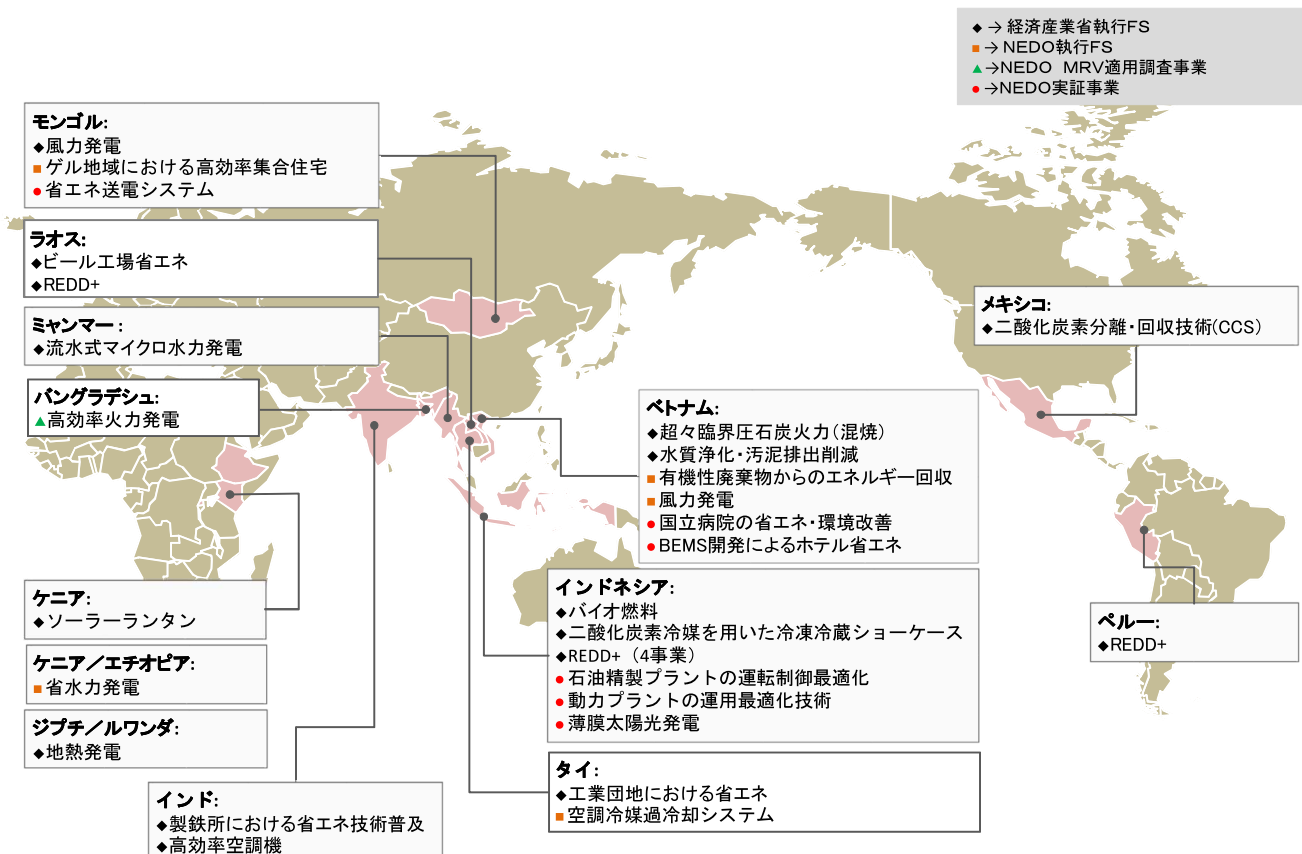 ◆ → 経済産業省執行FS
■ → NEDO執行FS
▲ →NEDO MRV適用調査事業
● →NEDO実証事業
モンゴル:
◆風力発電
■ ゲル地域における高効率集合住宅
● 省エネ送電システム
ラオス:
◆ビール工場省エネ
◆REDD+
ミャンマー:
◆流水式マイクロ水力発電
バングラデシュ:
▲高効率火力発電
メキシコ:
◆二酸化炭素分離・回収技術(CCS)
ベトナム:
◆超々臨界圧石炭火力(混焼)
◆水質浄化・汚泥排出削減
■ 有機性廃棄物からのエネルギー回収
■ 風力発電
● 国立病院の省エネ・環境改善
● BEMS開発によるホテル省エネ
ケニア:
◆ソーラーランタン
ケニア/エチオピア:
■ 省水力発電
ジプチ/ルワンダ:
◆地熱発電
インドネシア:
◆バイオ燃料
◆二酸化炭素冷媒を用いた冷凍冷蔵ショーケース
◆REDD+ (4事業)
● 石油精製プラントの運転制御最適化
● 動力プラントの運用最適化技術
● 薄膜太陽光発電
ペルー:
◆REDD+
タイ:
◆工業団地における省エネ
■ 空調冷媒過冷却システム
インド:
◆製鉄所における省エネ技術普及
◆高効率空調機